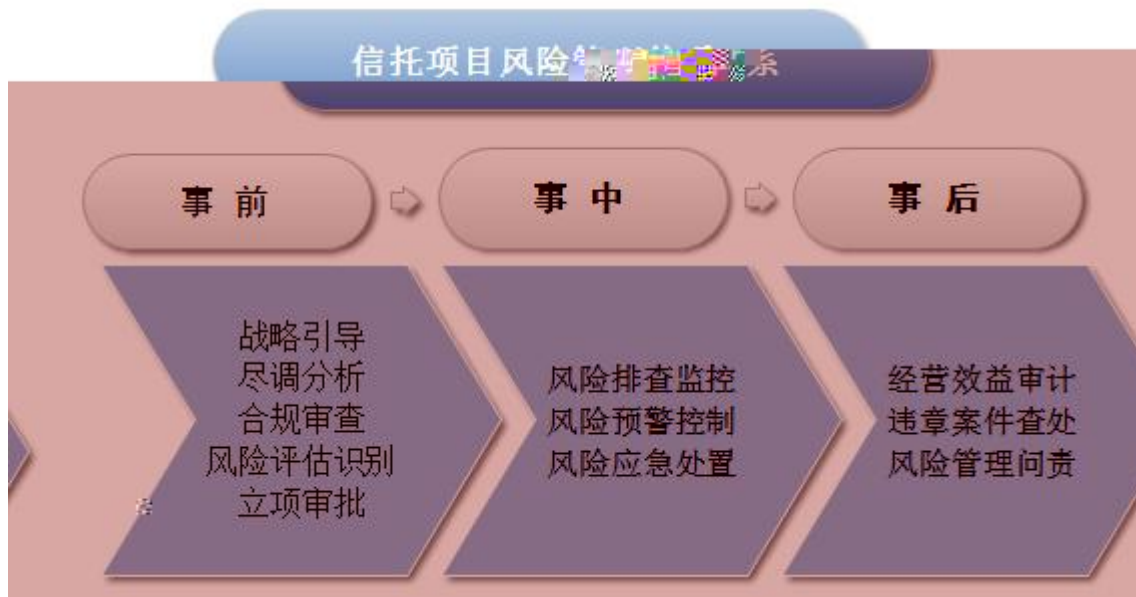 信托项目风险
系
事 前
事 中
事 后
战略引导
尽调分析
合规审查
风险评估识别
立项审批
风险排查监控
风险预警控制
风险应急处置
经营效益审计
违章案件查处
风险管理问责